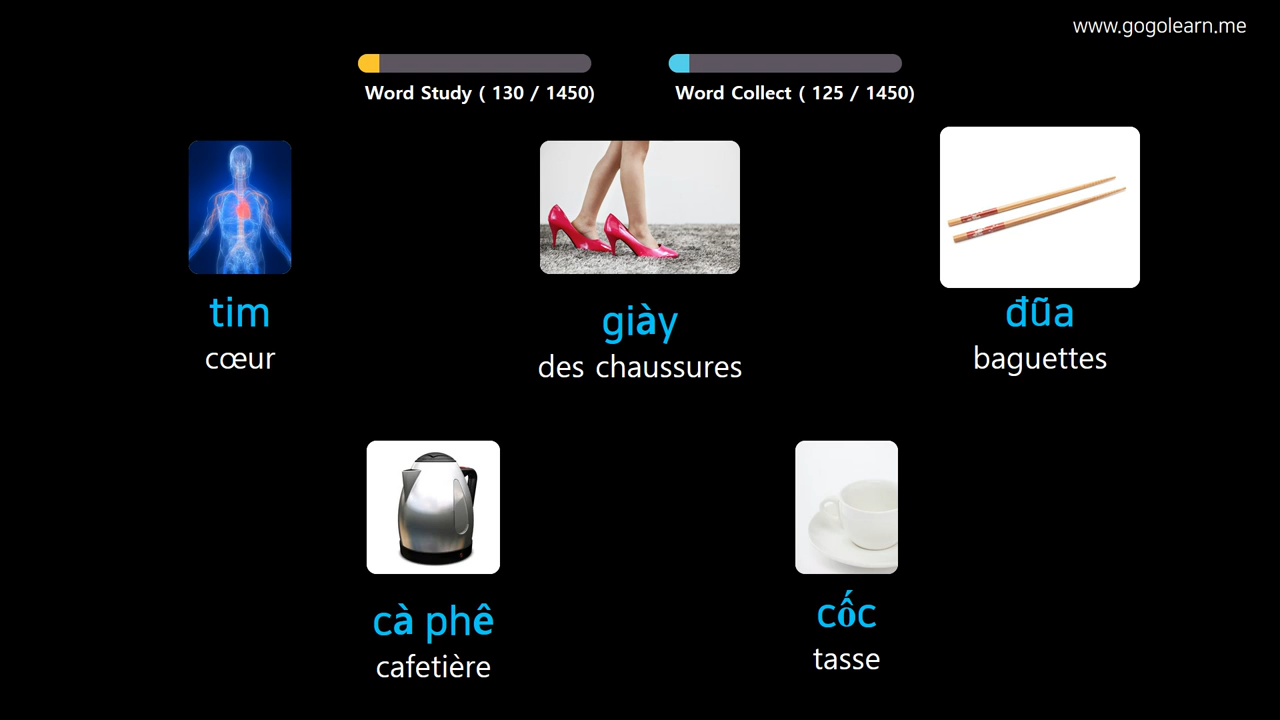 www.gogolearn.me
Word Study ( 130 / 1450)
Word Collect ( 125 / 1450)
tim
cœur
giày
des chaussures
đũa
baguettes
cà phê
cafetière
cốc
tasse